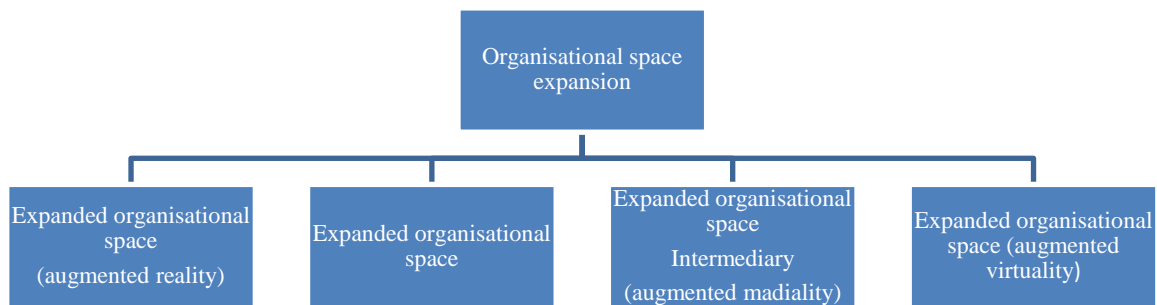 Organisational space
expansion
Expanded organisational
space
(augmented reality)
Expanded organisational
space
Expanded organisational
space
Intermediary
(augmented madiality)
Expanded organisational
space (augmented
virtuality)